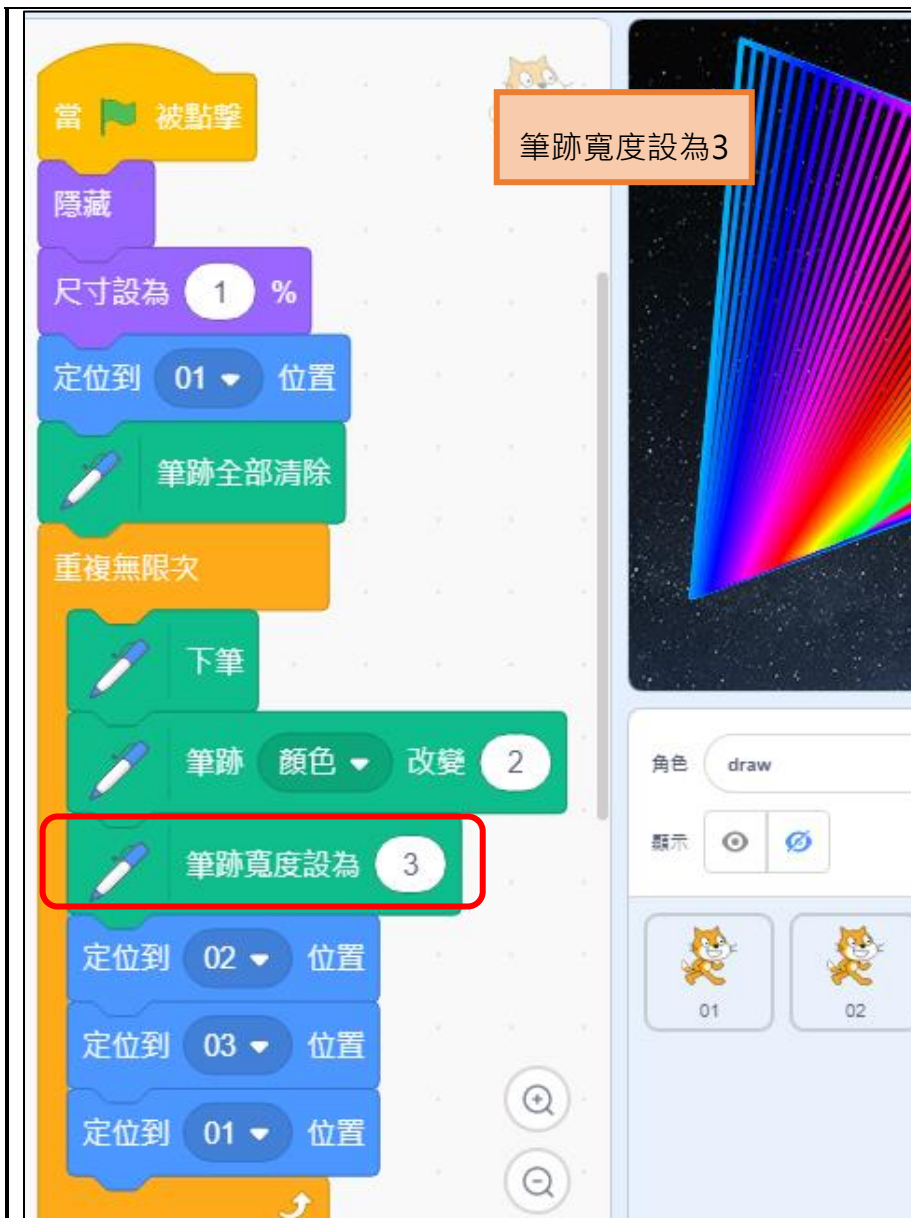 當 被點擊
隱藏
尺寸設為 1 %
定位到 01 位置
筆跡全部清除
重複無限次
下筆
筆跡 顏色 改變 2
筆跡寬度設為 3
定位到 02 位置
定位到 03 位置
定位到 01 位置
筆跡寬度設為3
角色 draw
顯示
01
02